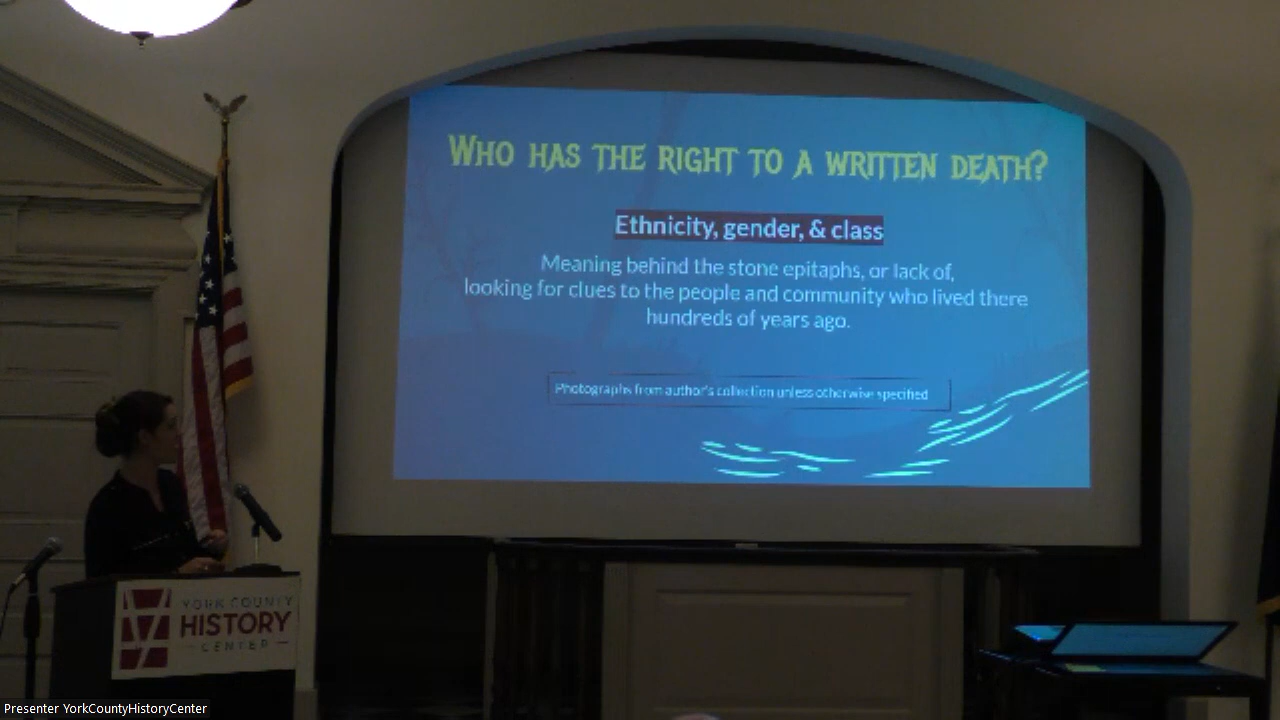 WHO HAS THE RIGHT TO A WRITTEN DEATH?
Ethnicity, gender, & class
Meaning behind the stone epitaphs, or lack of,
looking for clues to the people and community who lived there
hundreds of years ago.
Photographs from author's collection unless otherwise specified
YORK COUNTY
HISTORY
CENTER
Presenter YorkCountyHistoryCenter